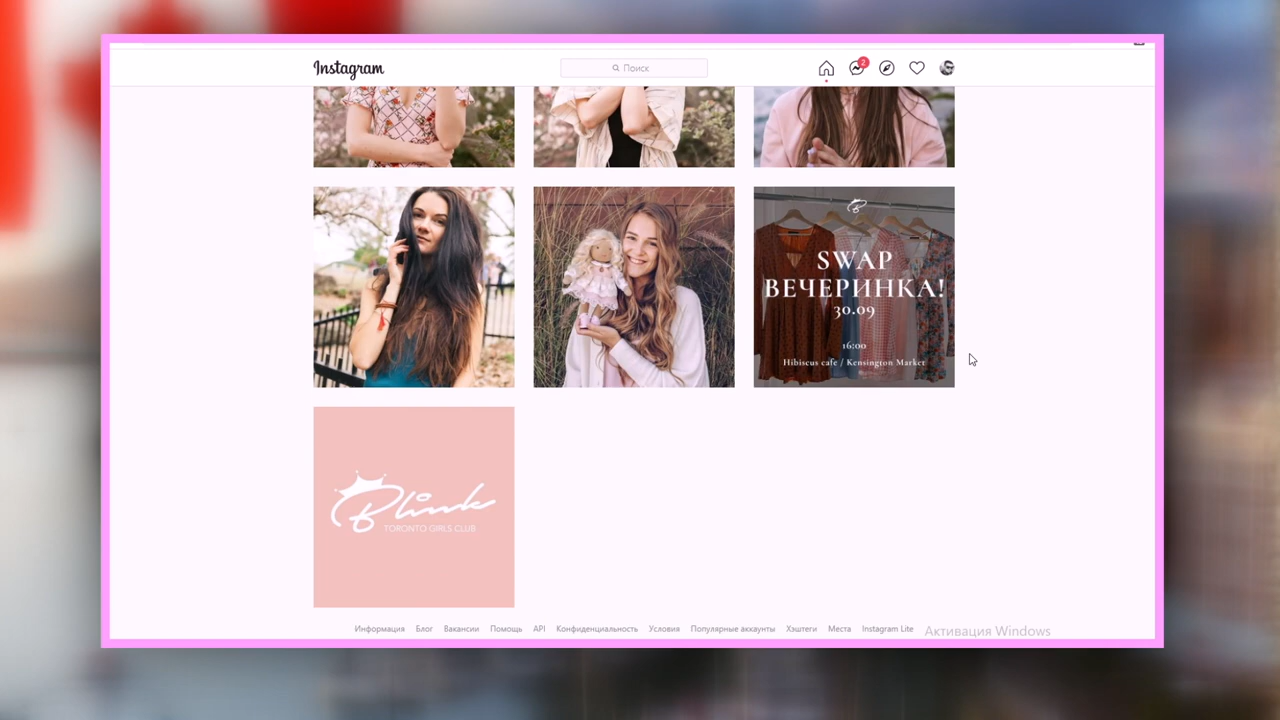 Instagram
Поиск
2
SWAP
ВЕЧЕРИНКА!
30.09
16:00
Hibiscus cafe / Kensington Market
Blink
TORONTO GIRLS CLUB
Информация Блог Вакансии Помощь API Конфиденциальность Условия Популярные аккаунты Хэштеги Места Instagram Lite
Активация Windows